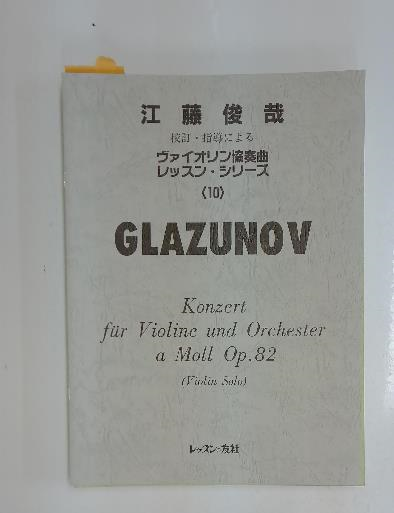 江藤俊哉
校訂・指導による
ヴァイオリン協奏曲
レッスン・シリーズ
〈10〉
GLAZUNOV
Konzert
für Violine und Orchester
a Moll Op.82
(Violin Solo)
レッスンの友社